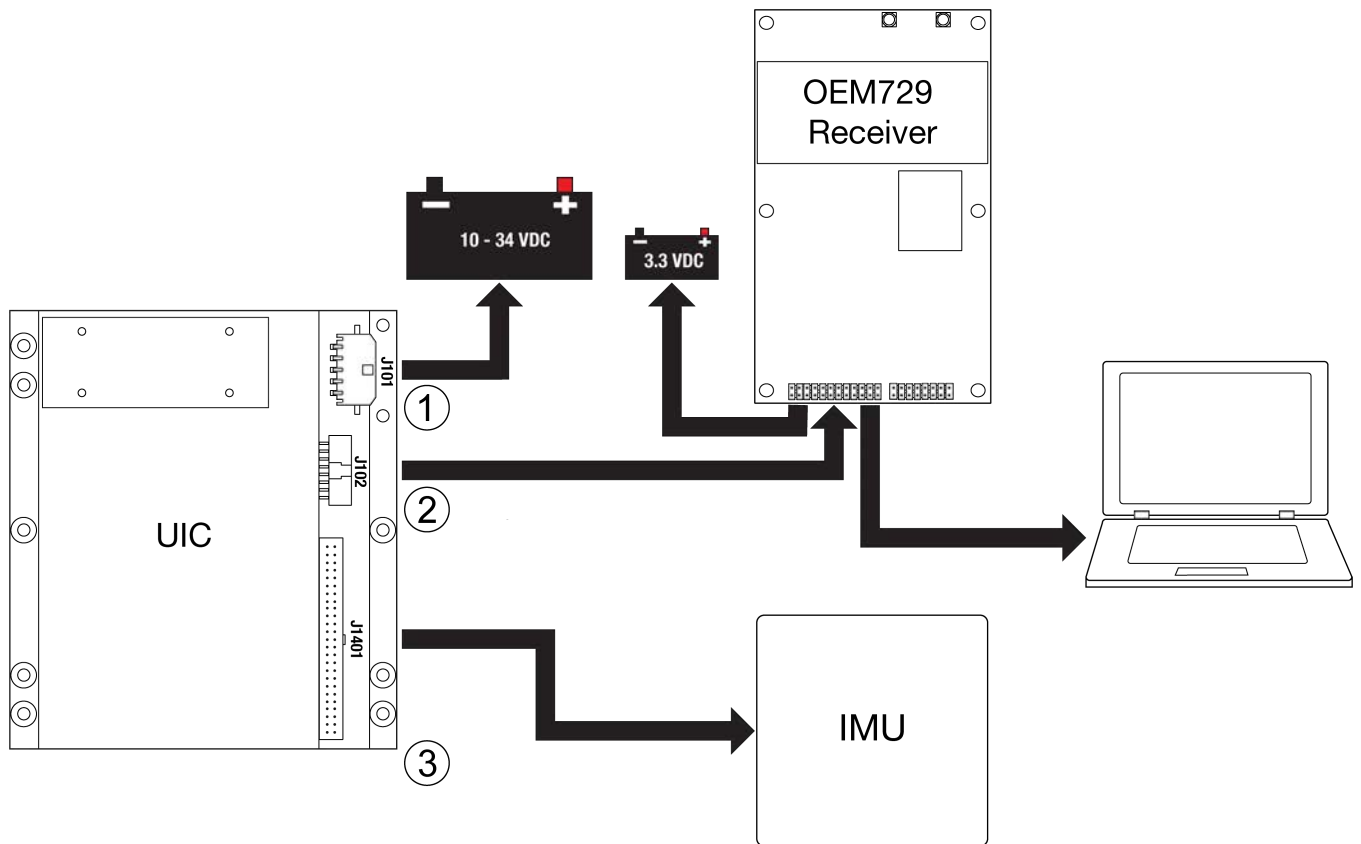 OEM729
Receiver
10 - 34 VDC
3.3 VDC
J101
1
J102
2
UIC
J1401
IMU
3